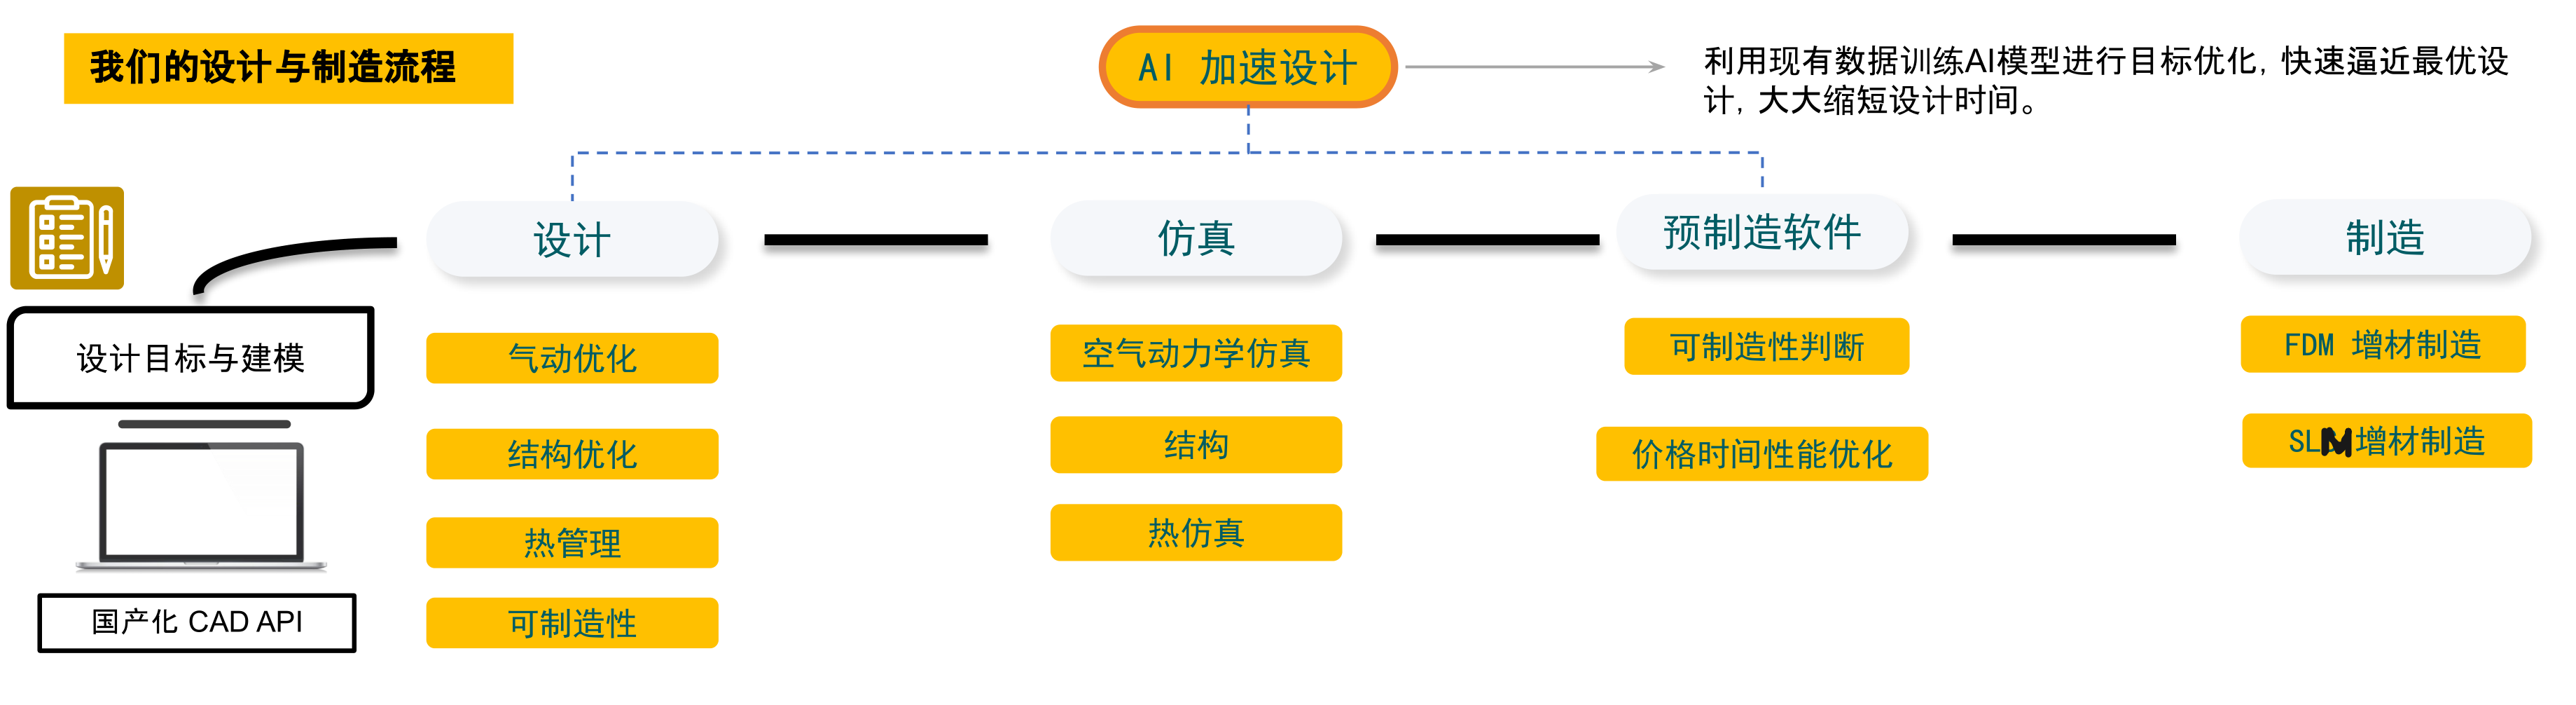 我们的设计与制造流程
AI 加速设计
利用现有数据训练AI模型进行目标优化，快速逼近最优设
计，大大缩短设计时间。
设计目标与建模
国产化 CAD API
设计
气动优化
结构优化
热管理
可制造性
仿真
空气动力学仿真
结构
热仿真
预制造软件
可制造性判断
价格时间性能优化
制造
FDM 增材制造
SLM增材制造